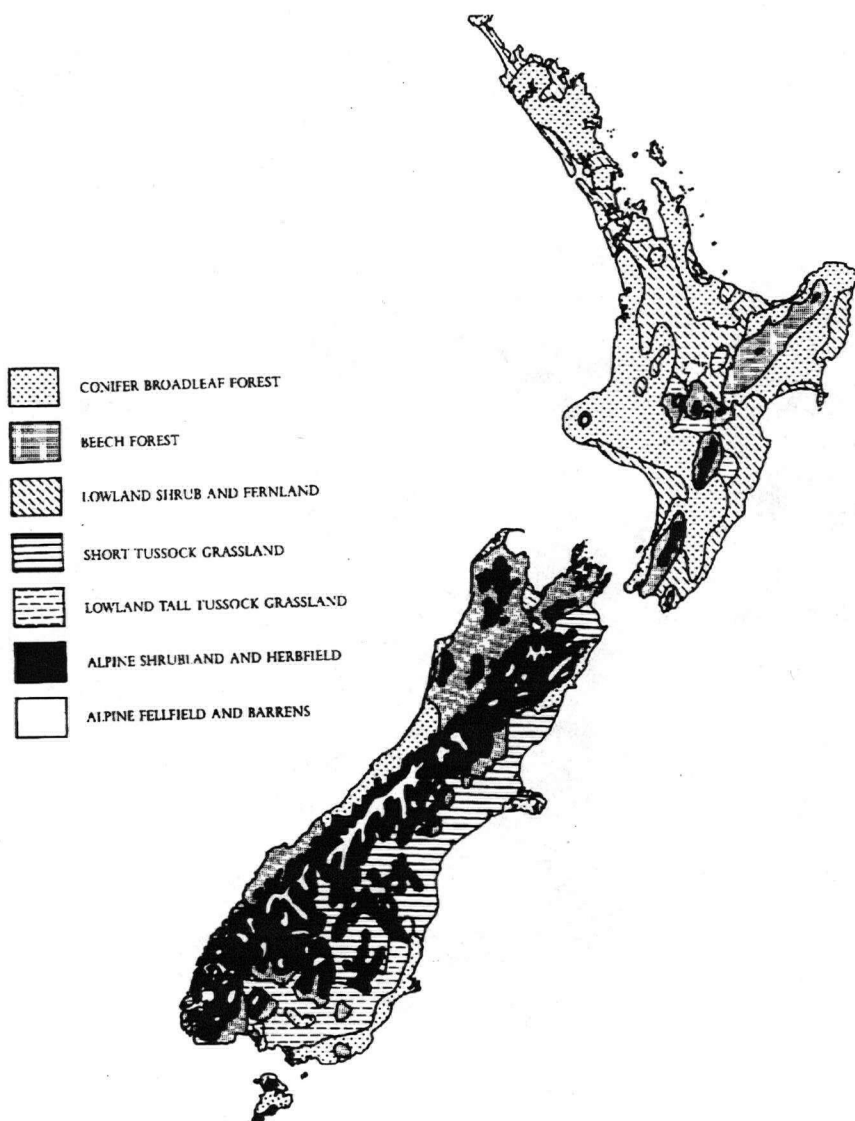 CONIFER BROADLEAF FOREST
BEECH FOREST
LOWLAND SHRUB AND FERNLAND
SHORT TUSSOCK GRASSLAND
LOWLAND TALL TUSSOCK GRASSLAND
ALPINE SHRUBLAND AND HERBFIELD
ALPINE FELLFIELD AND BARRENS